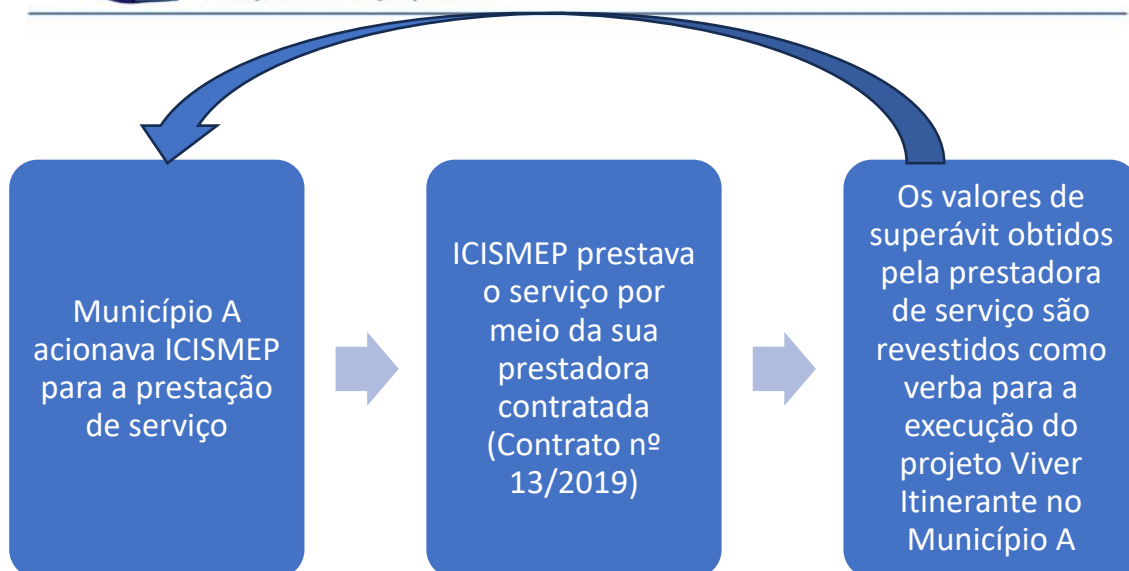 Município A
acionava ICISMEP
para a prestação
de serviço
ICISMEP prestava
o serviço por
meio da sua
prestadora
contratada
(Contrato nº
13/2019)
Os valores de
superávit obtidos
pela prestadora
de serviço são
revestidos como
verba para a
execução do
projeto Viver
Itinerante no
Município A